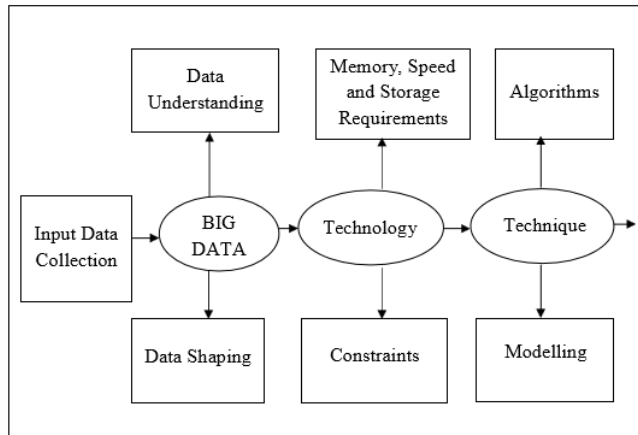 Data
Understanding
Memory, Speed
and Storage
Requirements
Algorithms
Input Data
Collection
BIG
DATA
Technology
Technique
Data Shaping
Constraints
Modelling